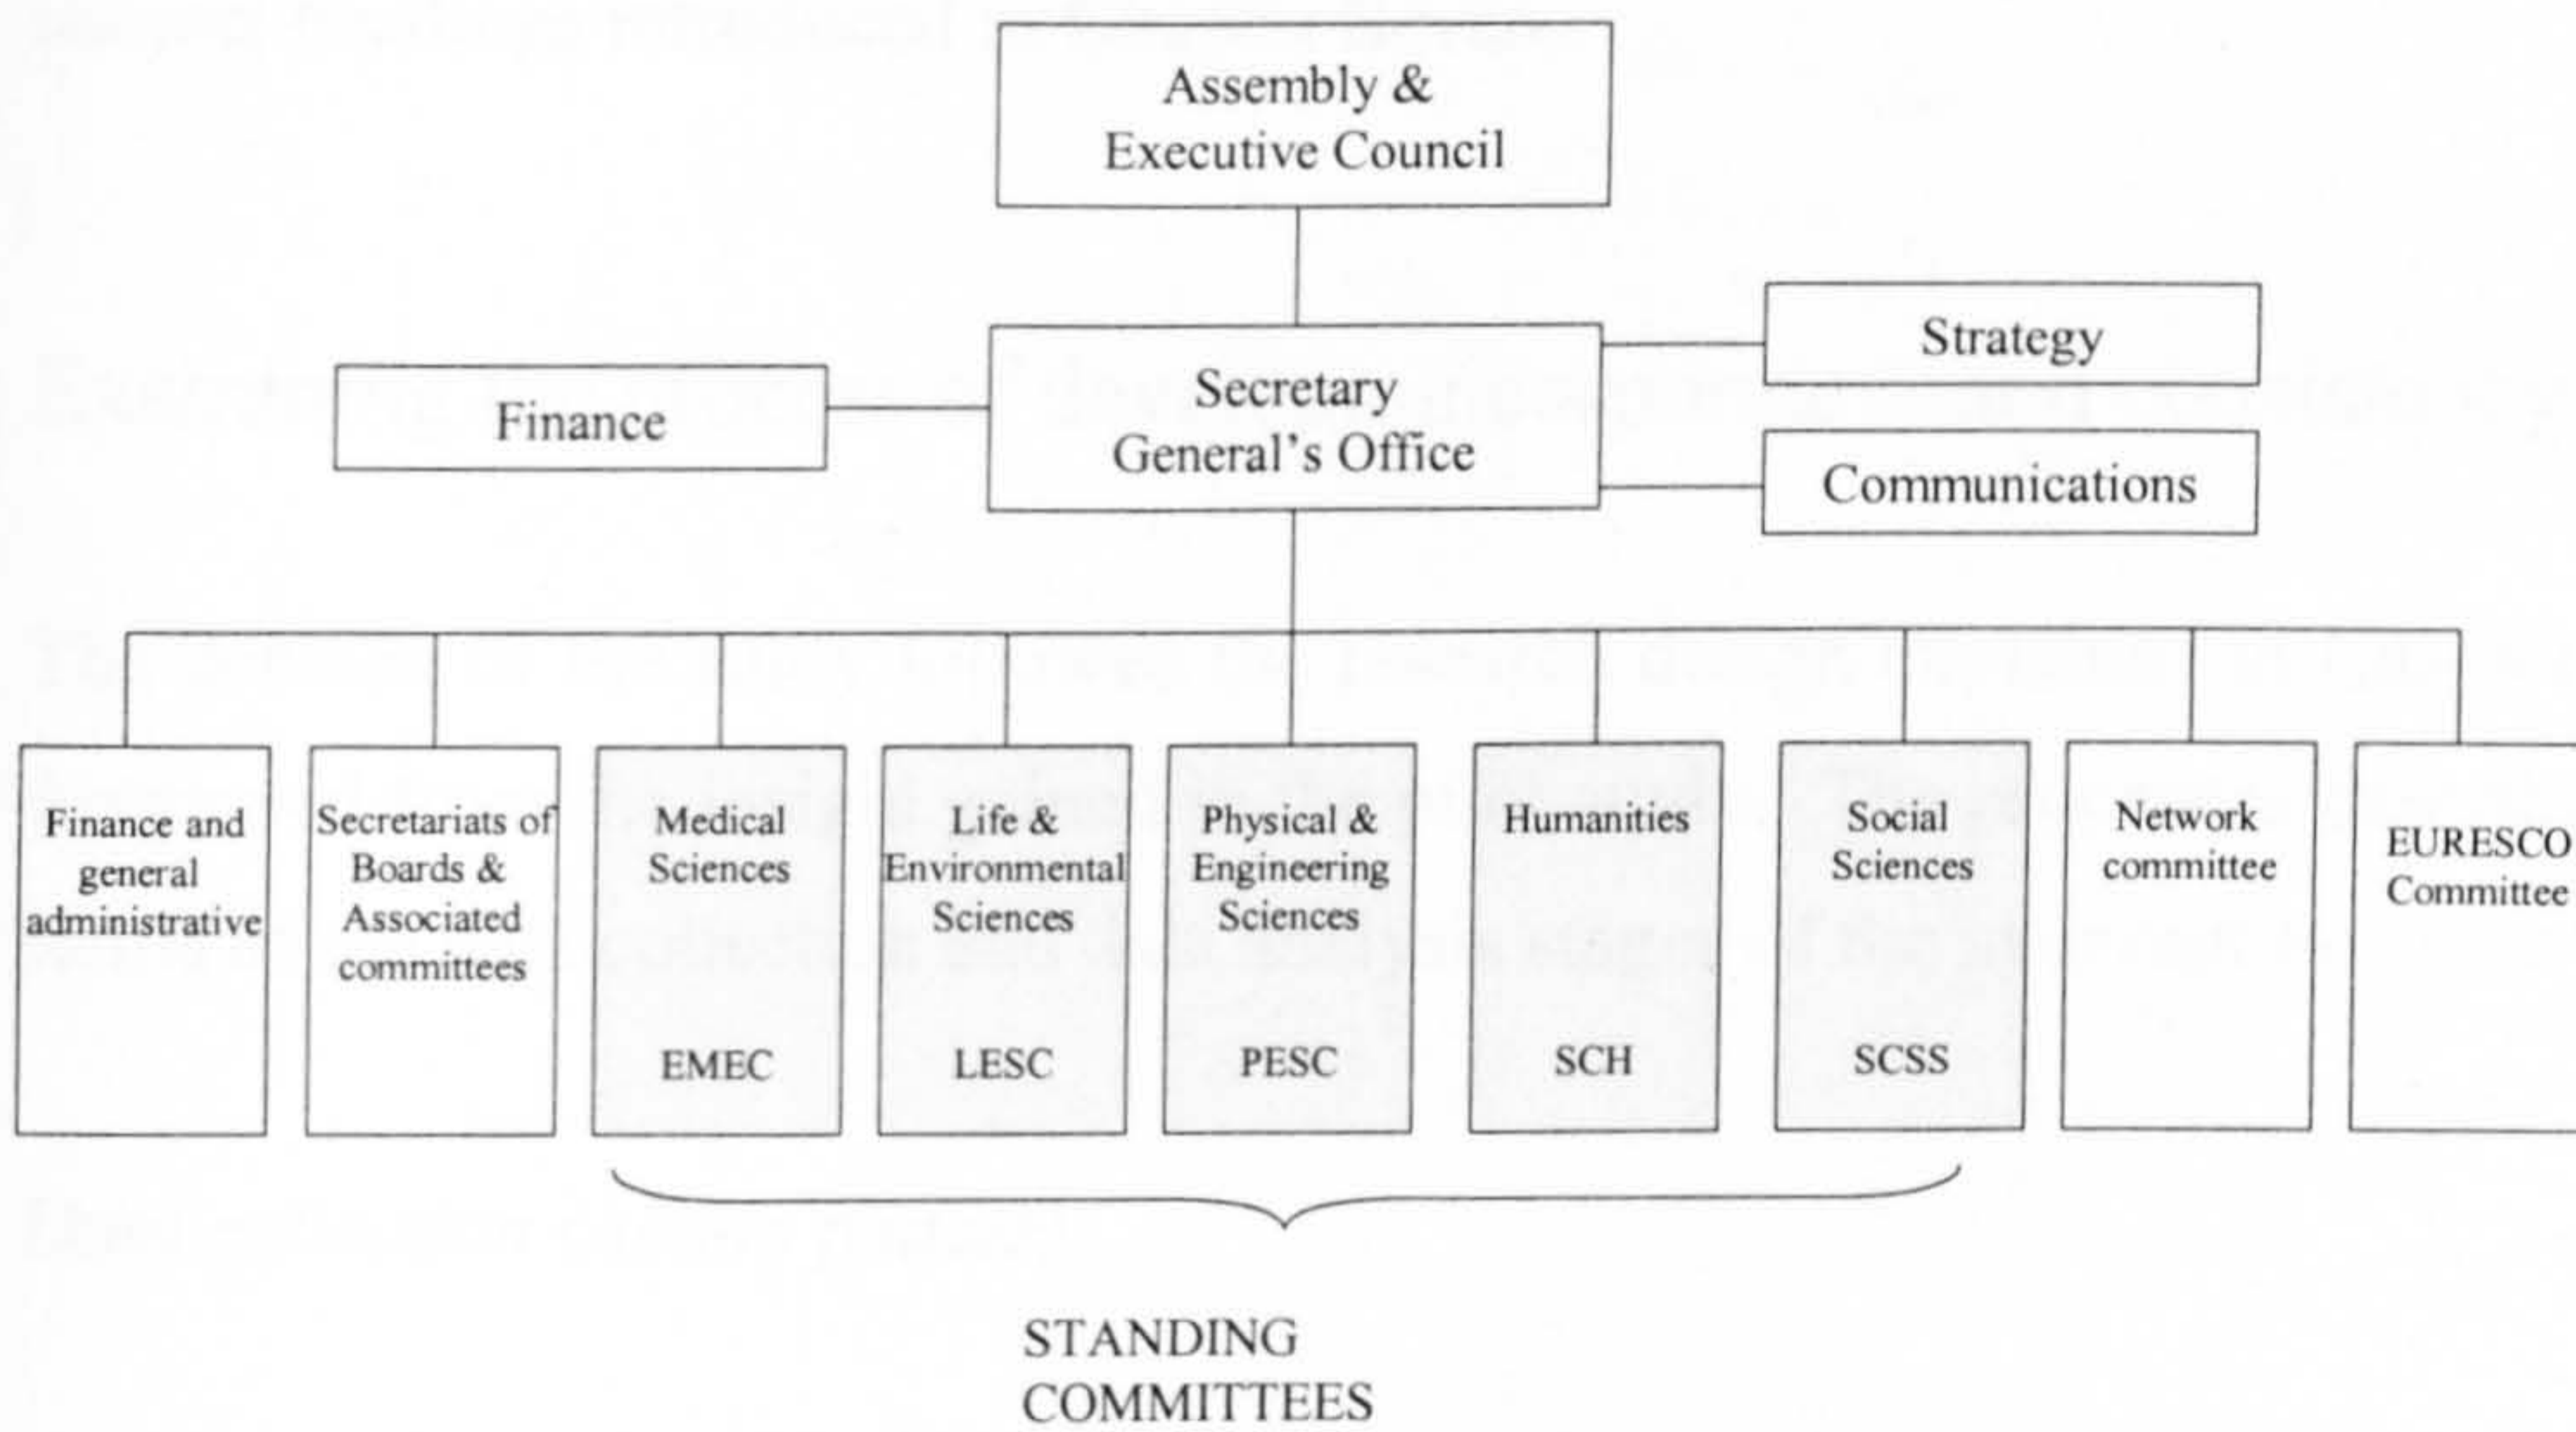 Assembly &
Executive Council
Strategy
Finance
Secretary
General's Office
Communications
Finance and
general
administrative
Secretariats of
Boards &
Associated
committees
Medical
Sciences
EMEC
Life &
Environmental
Sciences
LESC
Physical &
Engineering
Sciences
PESC
Humanities
SCH
Social
Sciences
SCSS
Network
committee
EURESCO
Committee
STANDING
COMMITTEES